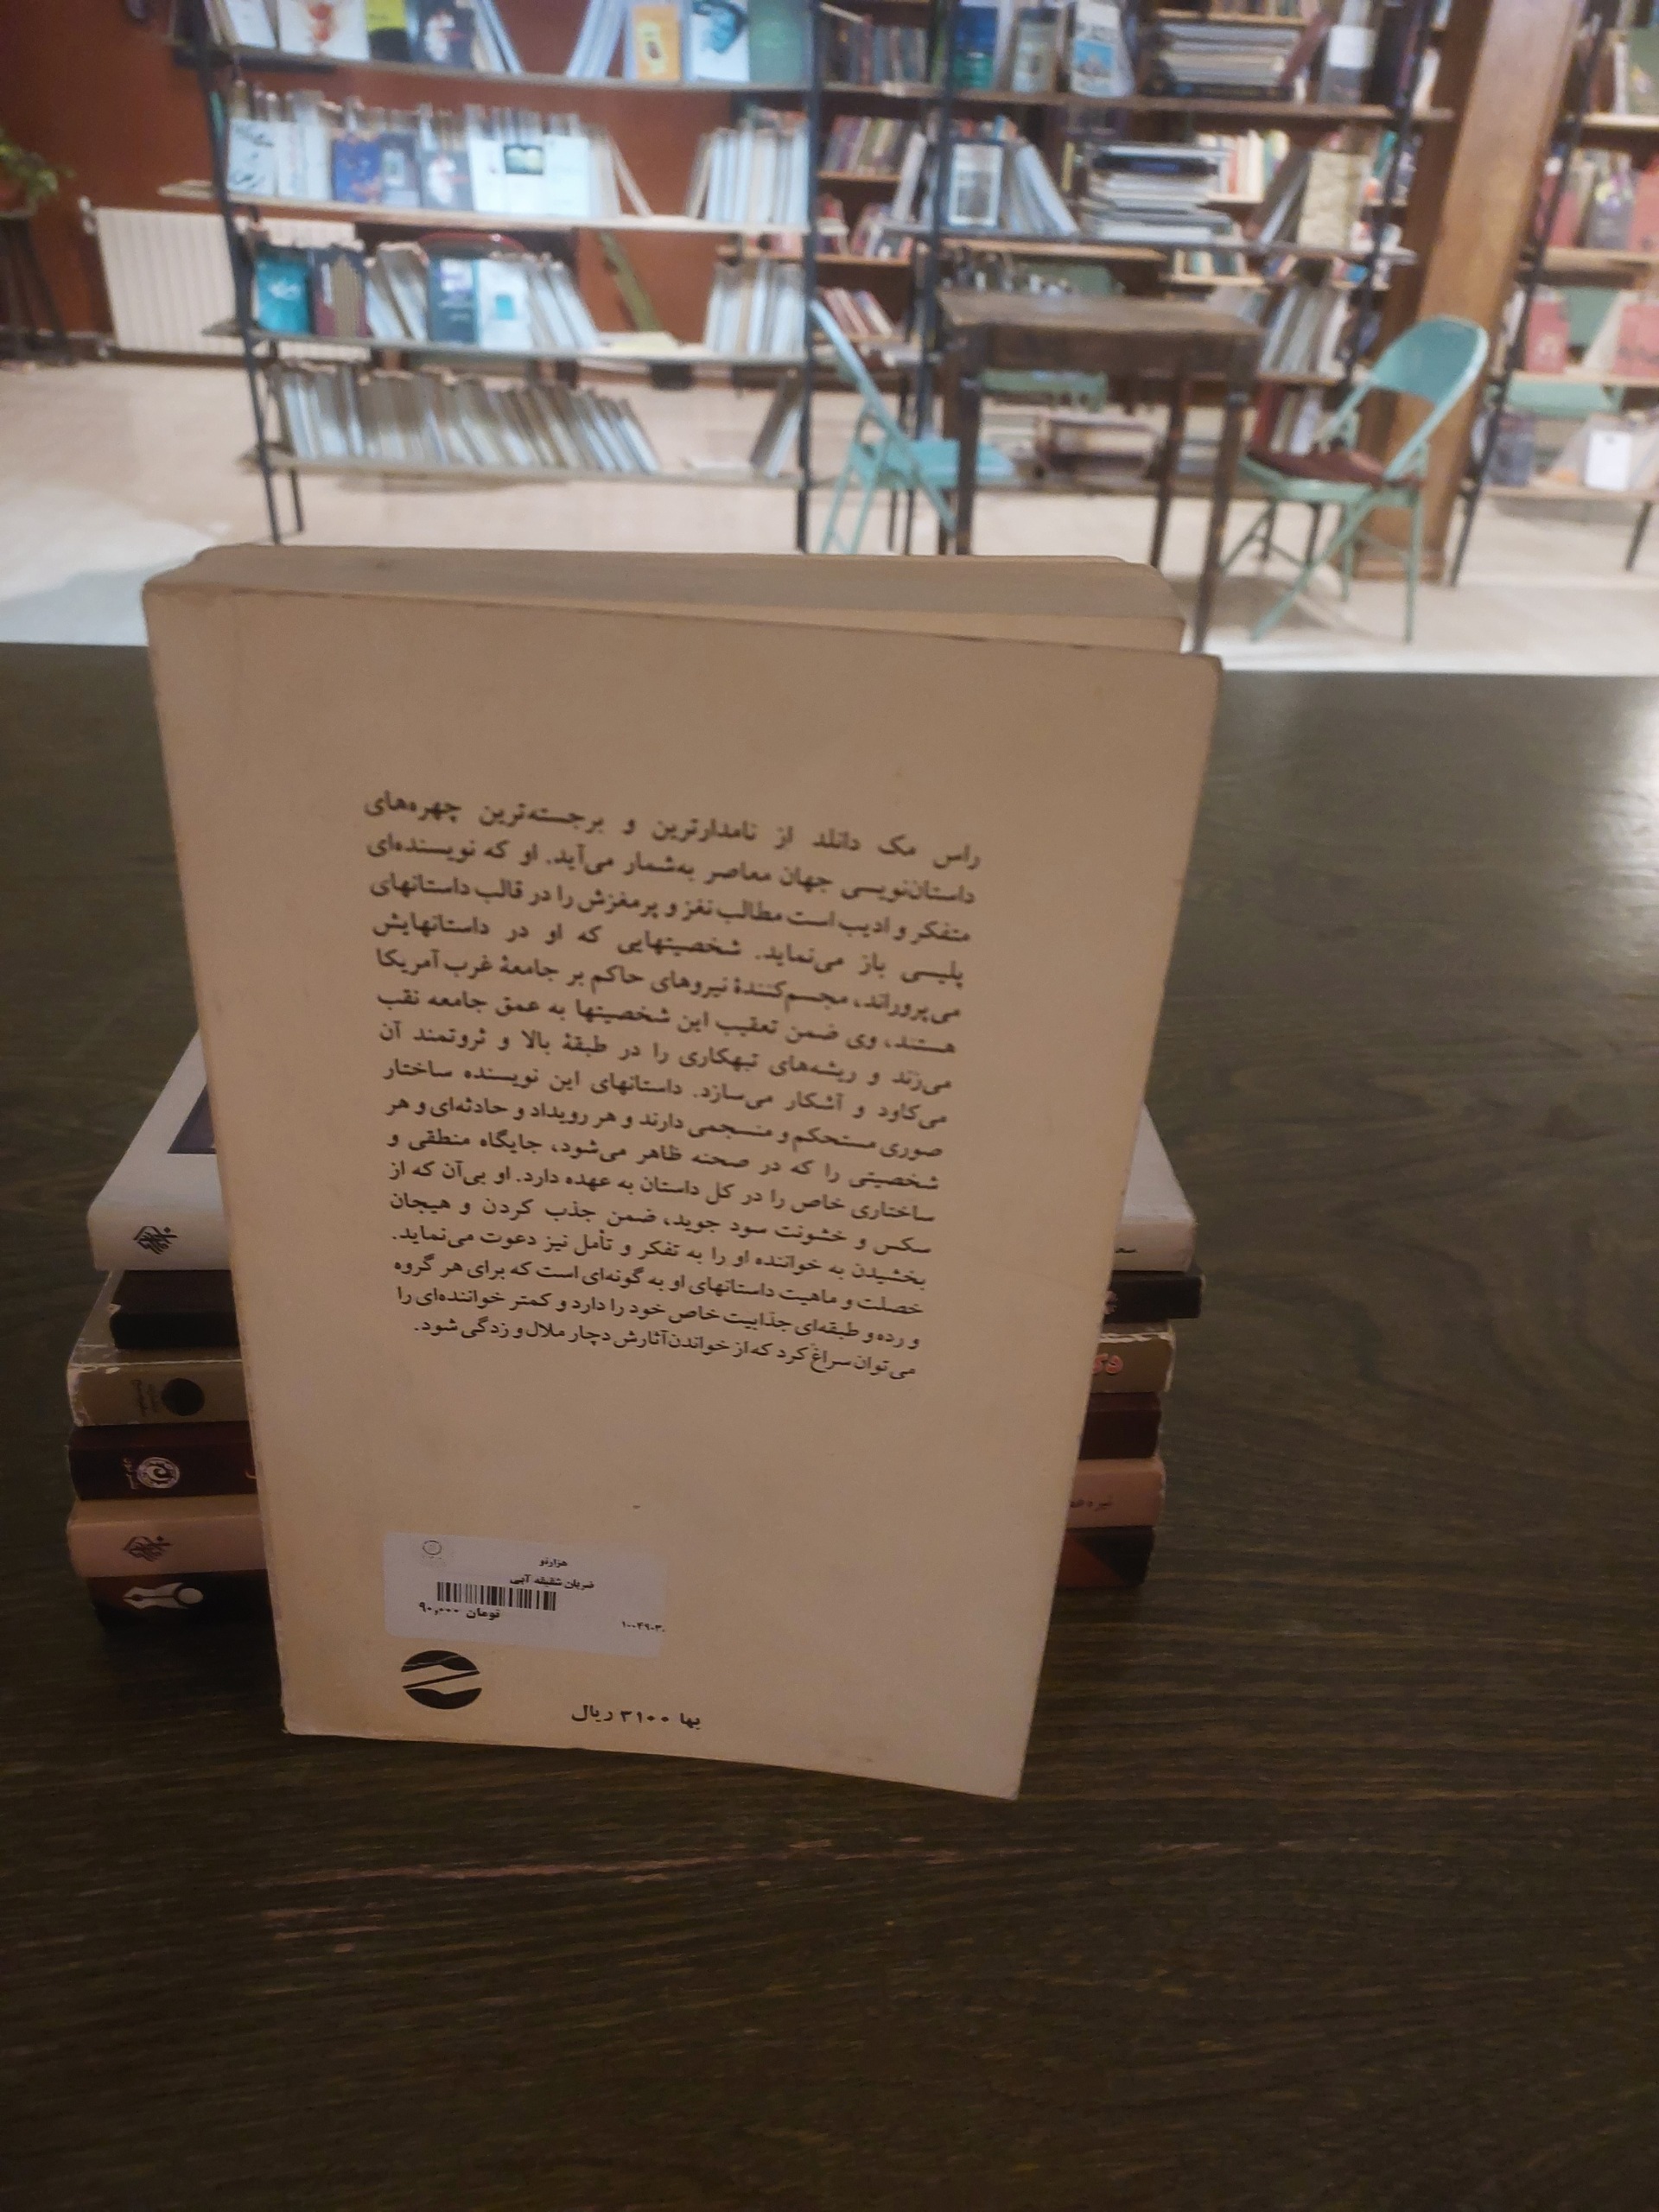 راس مک دانلد از نامدارترین و برجسته‌ترین چهره‌های
داستان‌نویسی جهان معاصر به‌شمار می‌آید. او که نویسنده‌ای
متفکر و ادیب است مطالب نغز و پرمغزش را در قالب داستانهای
پلیسی باز می‌نماید. شخصیتهایی که او در داستانهایش
می‌پروراند، مجسم‌کنندهٔ نیروهای حاکم بر جامعهٔ غرب آمریکا
هستند، وی ضمن تعقیب این شخصیتها به عمق جامعه نقب
می‌زند و ریشه‌های تبهکاری را در طبقهٔ بالا و ثروتمند آن
می‌کاود و آشکار می‌سازد. داستانهای این نویسنده ساختار
صوری مستحکم و منسجمی دارند و هر رویداد و حادثه‌ای و هر
شخصیتی را که در صحنه ظاهر می‌شود، جایگاه منطقی و
ساختاری خاص را در کل داستان به عهده دارد. او بی‌آن که از
سکس و خشونت سود جوید، ضمن جذب کردن و هیجان
بخشیدن به خواننده او را به تفکر و تأمل نیز دعوت می‌نماید.
خصلت و ماهیت داستانهای او به گونه‌ای است که برای هر گروه
و رده و طبقه‌ای جذابیت خاص خود را دارد و کمتر خواننده‌ای را
می‌توان سراغ کرد که از خواندن آثارش دچار ملال و زدگی شود.
هزارتو
ضربان شقیقه آبی
۹۰,۰۰۰ تومان
۱۰۰۴۹۰۳۰
بها ۳۱۰۰ ریال